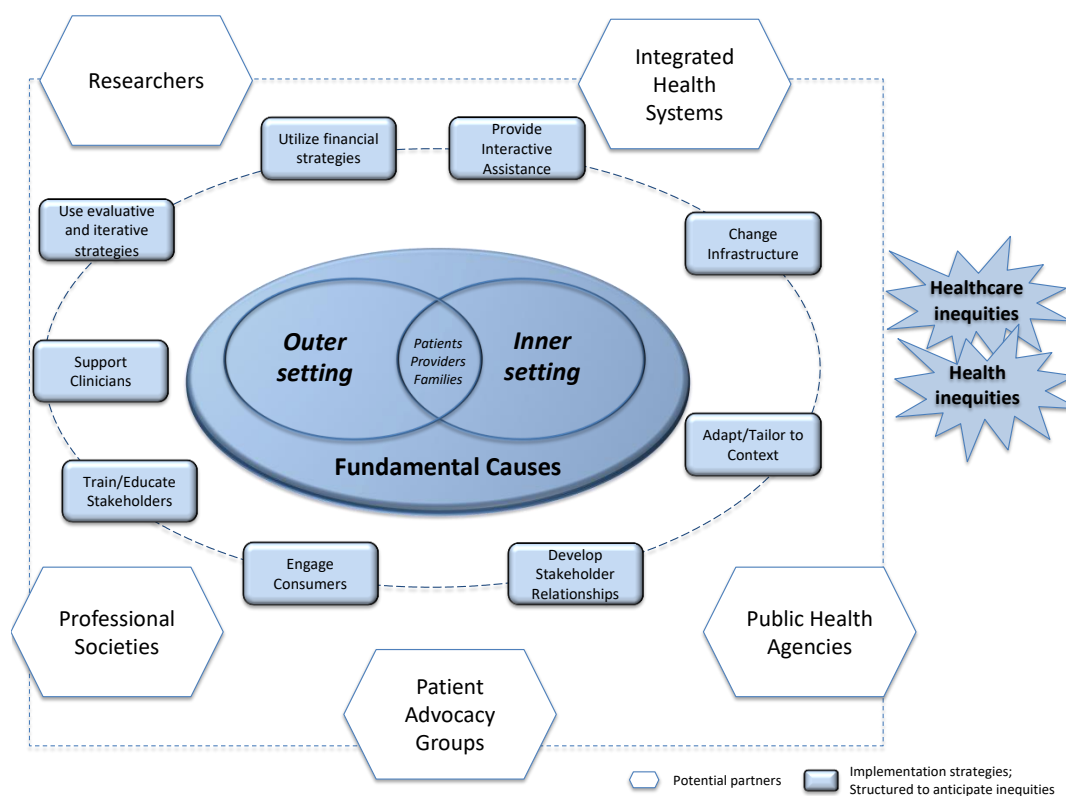 Researchers
Integrated
Health
Systems
Utilize financial
strategies
Provide
Interactive
Assistance
Use evaluative
and iterative
strategies
Change
Infrastructure
Healthcare
inequities
Health
inequities
Outer
setting
Patients
Providers
Families
Inner
setting
Support
Clinicians
Fundamental Causes
Adapt/Tailor to
Context
Train/Educate
Stakeholders
Engage
Consumers
Develop
Stakeholder
Relationships
Professional
Societies
Public Health
Agencies
Patient
Advocacy
Groups
Potential partners
Implementation strategies;
Structured to anticipate inequities